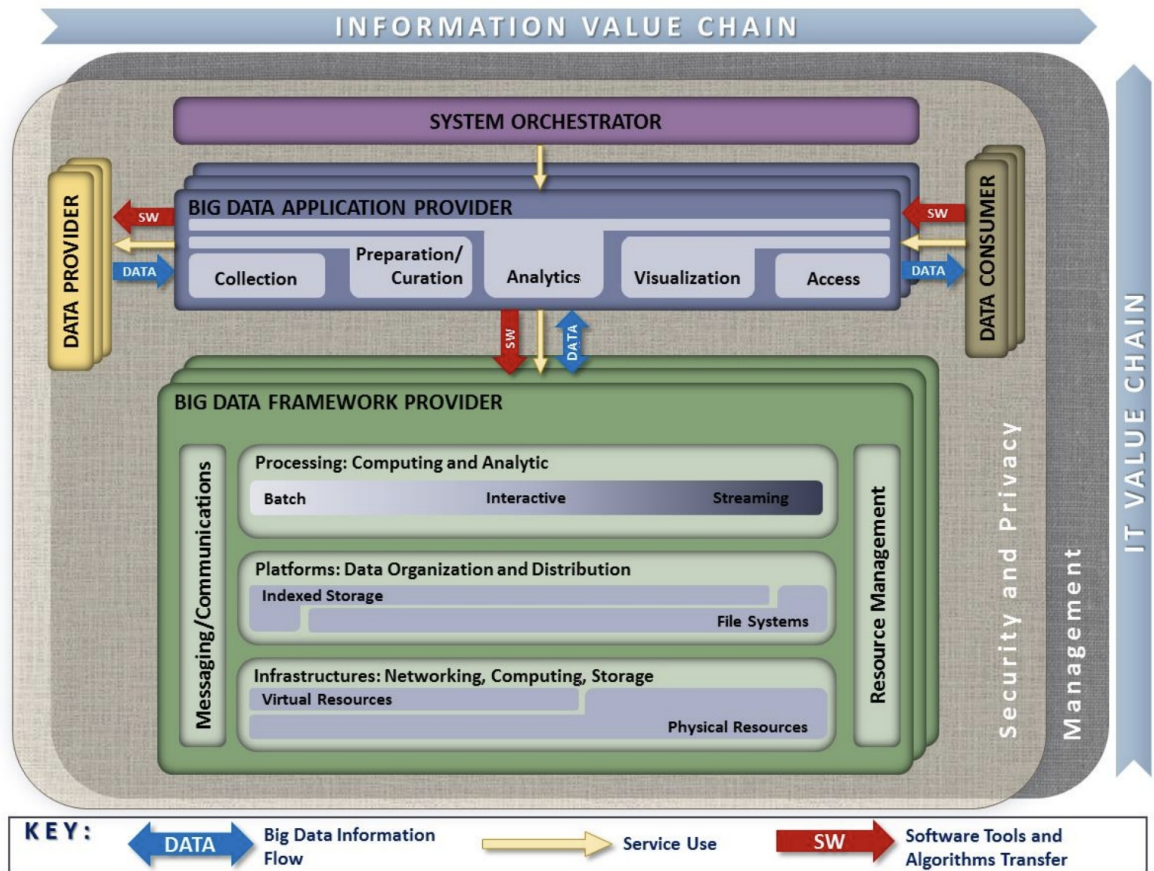 INFORMATION VALUE CHAIN
SYSTEM ORCHESTRATOR
DATA PROVIDER
SW
DATA
BIG DATA APPLICATION PROVIDER
Collection
Preparation/
Curation
Analytics
Visualization
Access
SW
DATA
DATA CONSUMER
SW
DATA
BIG DATA FRAMEWORK PROVIDER
Messaging/Communications
Processing: Computing and Analytic
Batch
Interactive
Streaming
Platforms: Data Organization and Distribution
Indexed Storage
File Systems
Infrastructures: Networking, Computing, Storage
Virtual Resources
Physical Resources
Resource Management
Security and Privacy
Management
IT VALUE CHAIN
KEY:
DATA
Big Data Information
Flow
Service Use
SW
Software Tools and
Algorithms Transfer